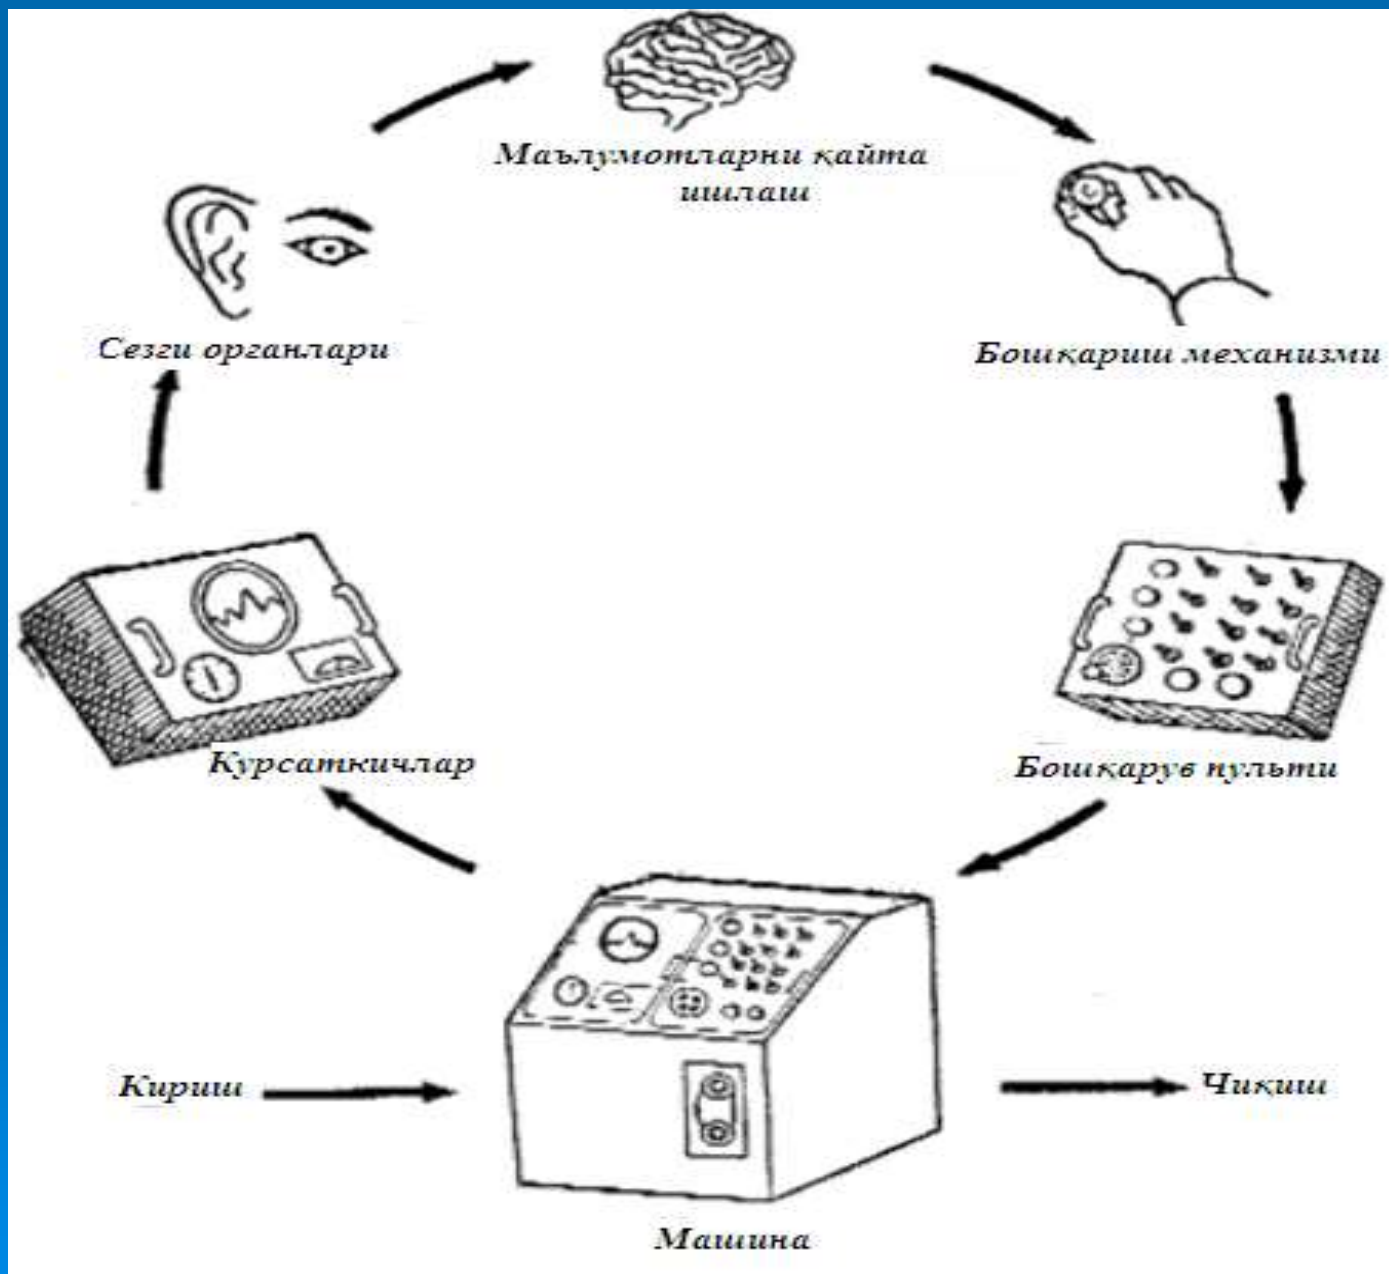 Маълумотларни қайта
ишлаш
Сезги органлари
Бошқариш механизми
Курсаткичлар
Бошқарув пульти
Кириш
Чиқиш
Машина